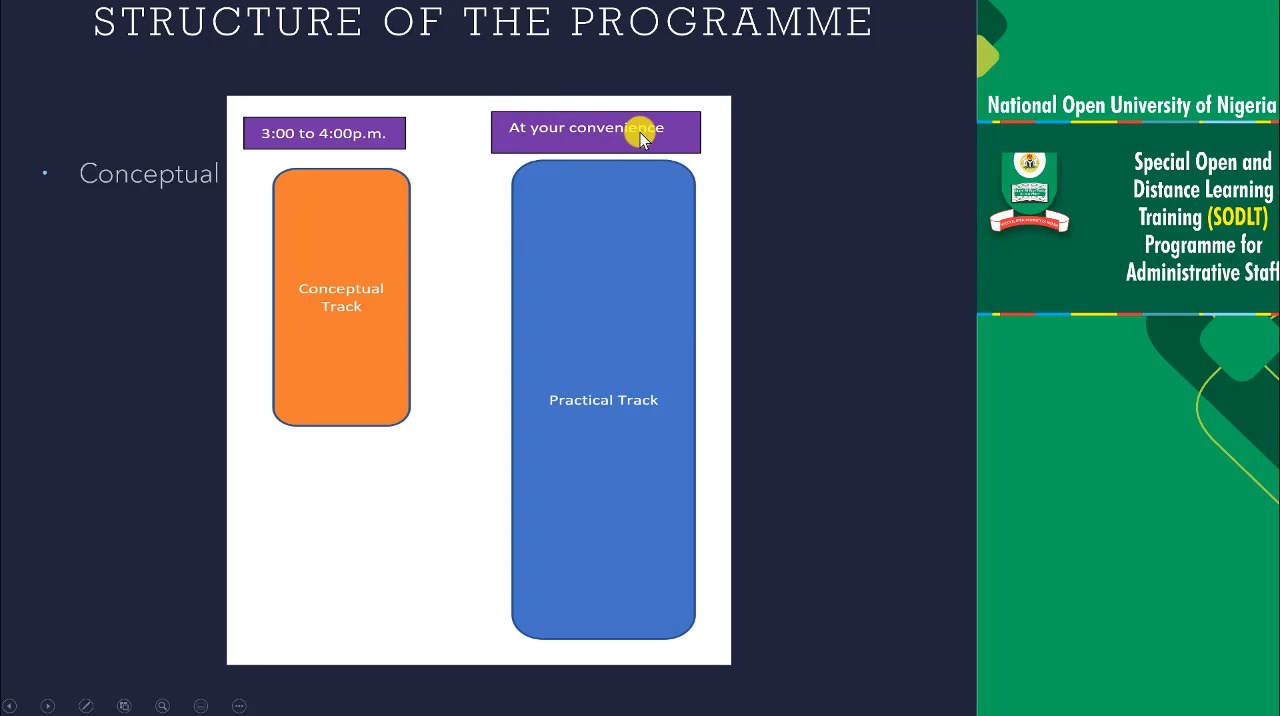 STRUCTURE OF THE PROGRAMME
3:00 to 4:00p.m.
At your convenience
Conceptual
Conceptual
Track
Practical Track
National Open University of Nigeria
Special Open and
Distance Learning
Training (SODLT)
Programme for
Administrative Staff